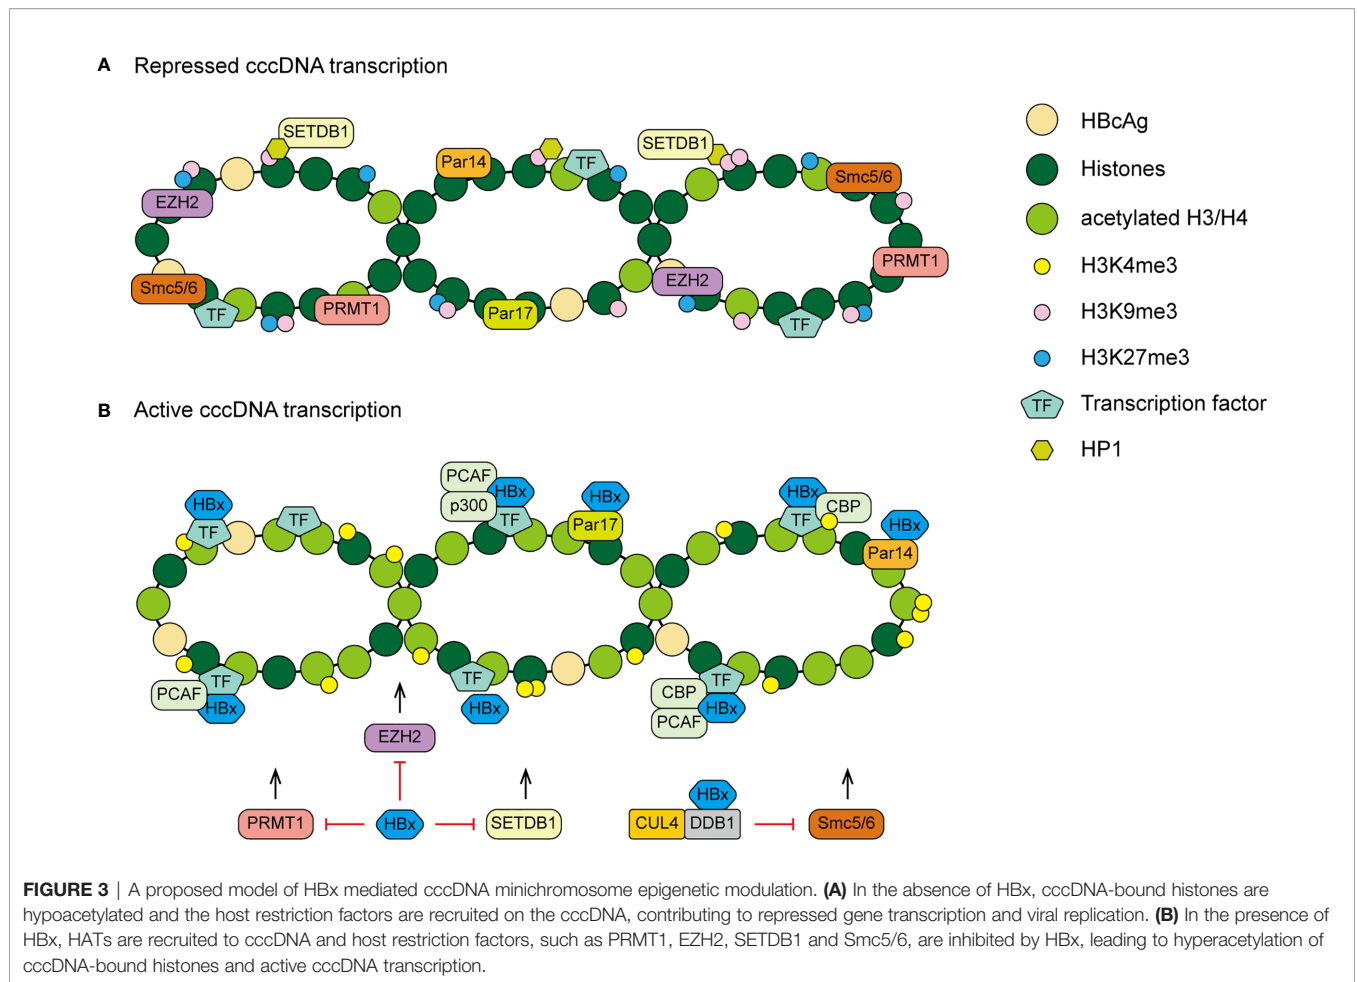 A Repressed cccDNA transcription
SETDB1
EZH2
Smc5/6
TF
PRMT1
Par14
TF
Par17
SETDB1
Smc5/6
PRMT1
EZH2
TF
HBcAg
Histones
acetylated H3/H4
H3K4me3
H3K9me3
H3K27me3
TF Transcription factor
HP1
B Active cccDNA transcription
HBx
TF
TF
PCAF
TF
HBx
PCAF
p300
HBx
TF
HBx
Par17
TF
HBx
HBx
TF
CBP
HBx
Par14
CBP
PCAF
TF
HBx
EZH2
PRMT1
HBx
SETDB1
HBx
CUL4
DDB1
Smc5/6
FIGURE 3 | A proposed model of HBx mediated cccDNA minichromosome epigenetic modulation. (A) In the absence of HBx, cccDNA-bound histones are
hypoacetylated and the host restriction factors are recruited on the cccDNA, contributing to repressed gene transcription and viral replication. (B) In the presence of
HBx, HATs are recruited to cccDNA and host restriction factors, such as PRMT1, EZH2, SETDB1 and Smc5/6, are inhibited by HBx, leading to hyperacetylation of
cccDNA-bound histones and active cccDNA transcription.